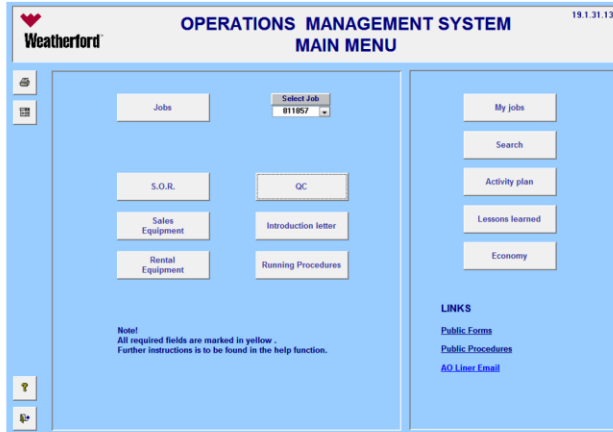 Weatherford
OPERATIONS MANAGEMENT SYSTEM
MAIN MENU
19.1.31.13
Jobs
Select Job
811857
S.O.R.
QC
Sales
Equipment
Introduction letter
Rental
Equipment
Running Procedures
Note!
All required fields are marked in yellow .
Further instructions is to be found in the help function.
My jobs
Search
Activity plan
Lessons learned
Economy
LINKS
Public Forms
Public Procedures
AO Liner Email